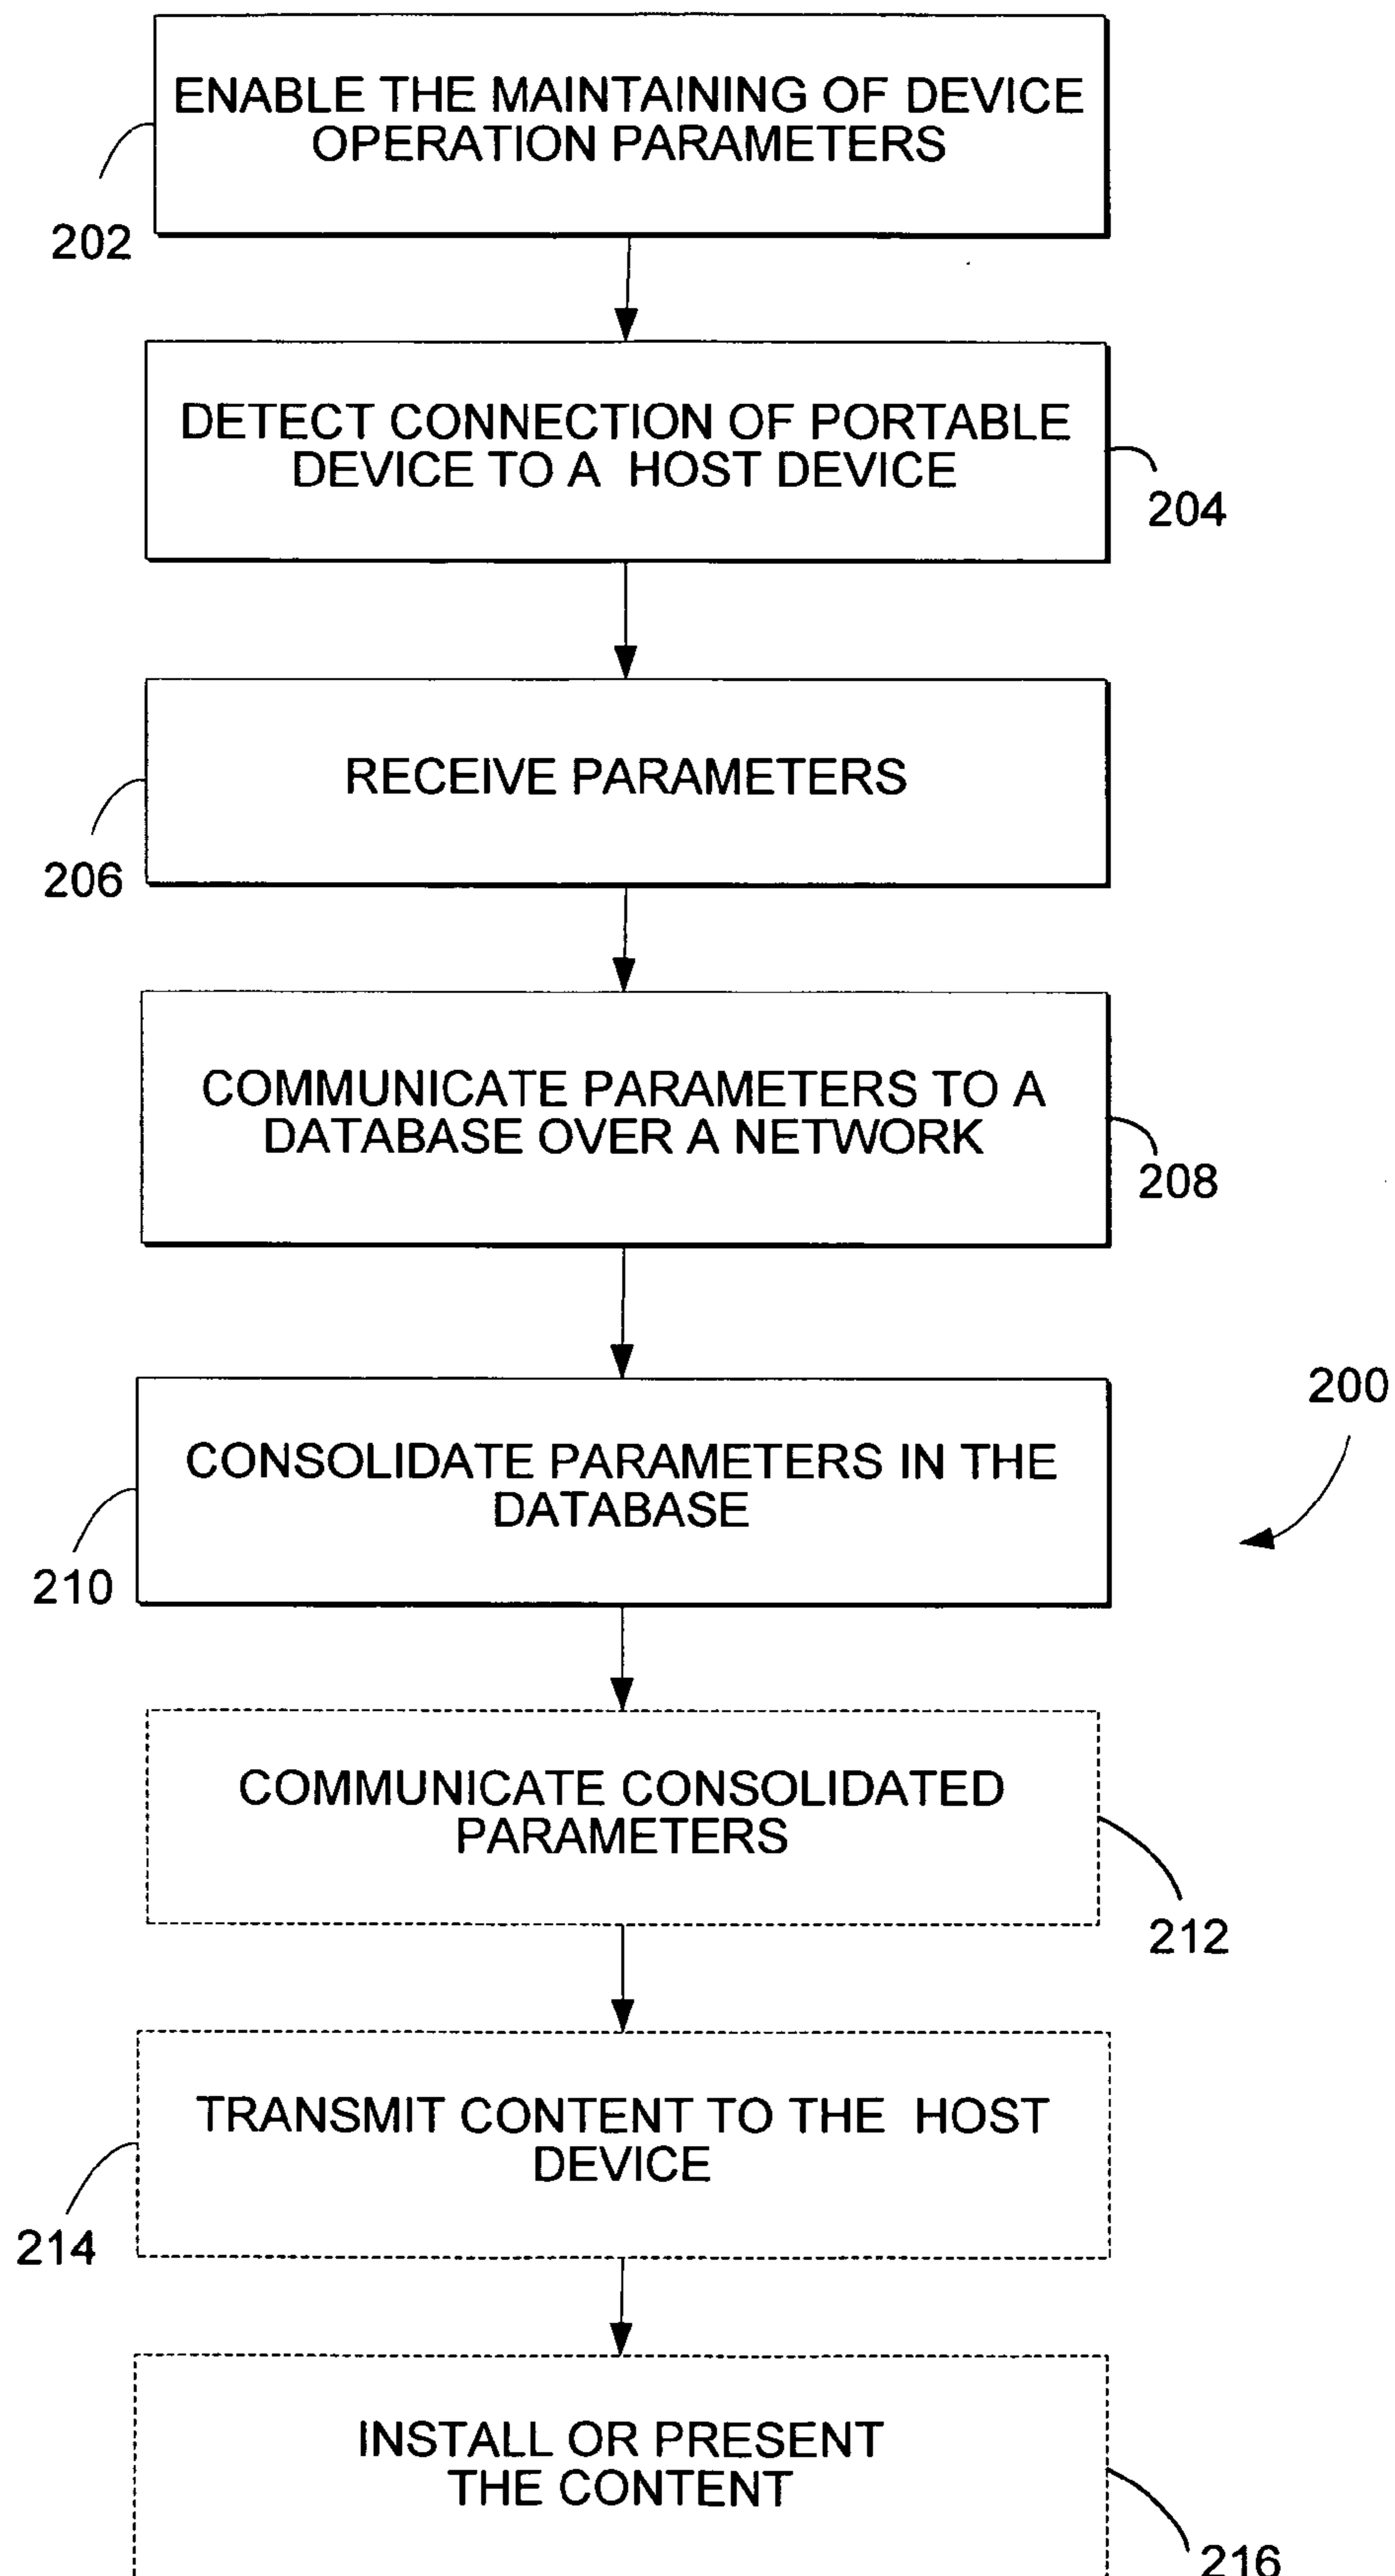 ENABLE THE MAINTAINING OF DEVICE
OPERATION PARAMETERS
202
DETECT CONNECTION OF PORTABLE
DEVICE TO A HOST DEVICE
204
RECEIVE PARAMETERS
206
COMMUNICATE PARAMETERS TO A
DATABASE OVER A NETWORK
208
200
CONSOLIDATE PARAMETERS IN THE
DATABASE
210
COMMUNICATE CONSOLIDATED
PARAMETERS
212
TRANSMIT CONTENT TO THE HOST
DEVICE
214
INSTALL OR PRESENT
THE CONTENT
216